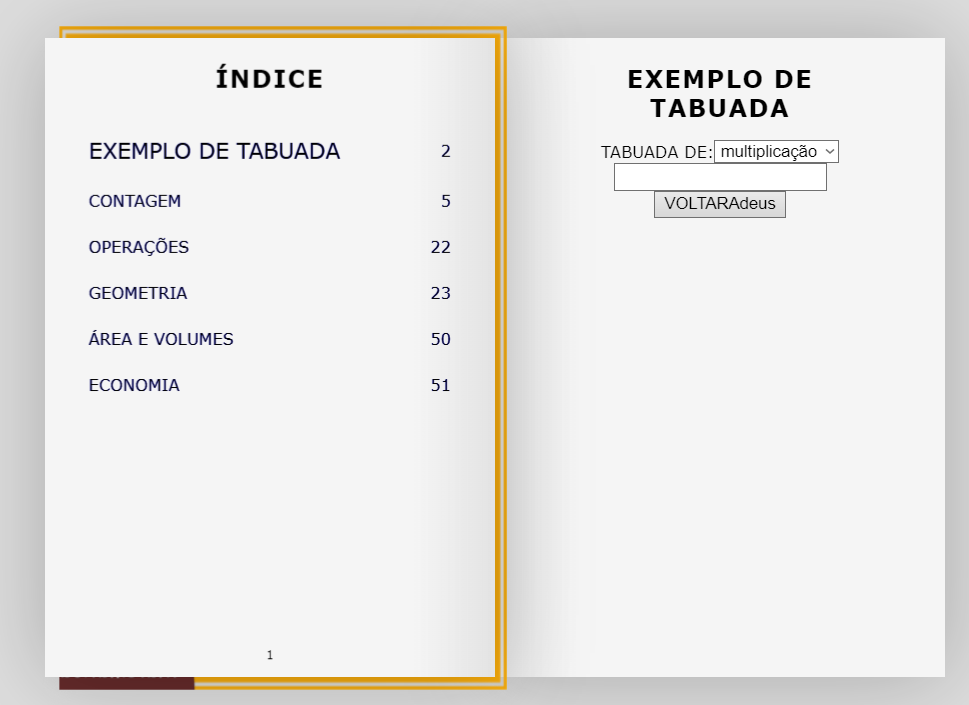 ÍNDICE
EXEMPLO DE TABUADA 2
CONTAGEM 5
OPERAÇÕES 22
GEOMETRIA 23
ÁREA E VOLUMES 50
ECONOMIA 51
1
EXEMPLO DE
TABUADA
TABUADA DE: multiplicação
VOLTARAdeus